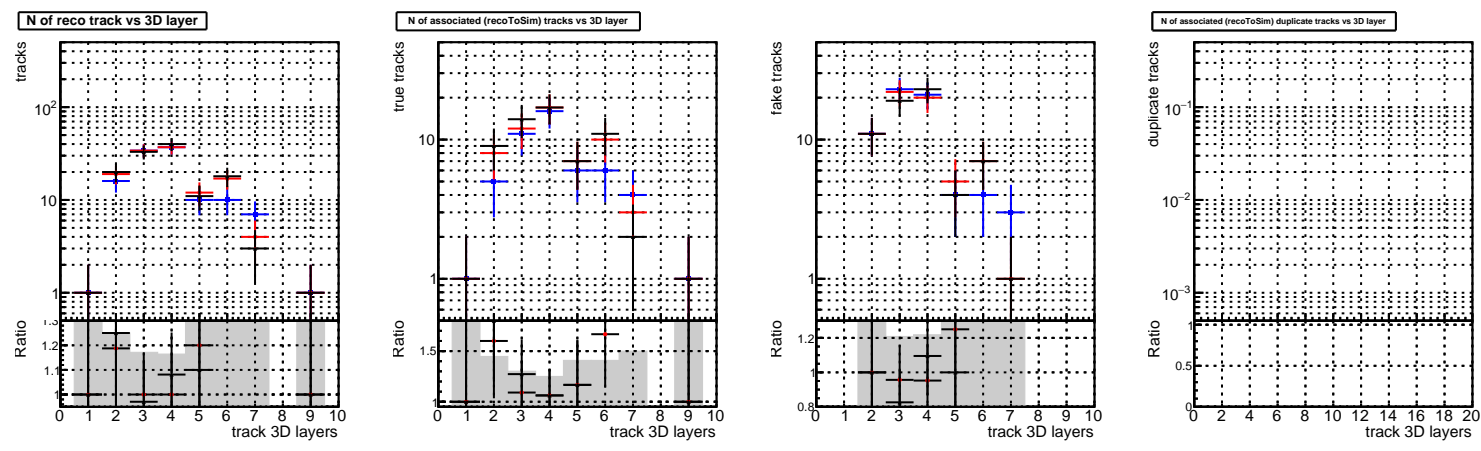 N of reco track vs 3D layer
tracks
10²
10
1
Ratio
1.3
1.2
1.1
1
0 1 2 3 4 5 6 7 8 9 10
track 3D layers
N of associated (recoToSim) tracks vs 3D layer
true tracks
10
1
Ratio
1.5
1
0 1 2 3 4 5 6 7 8 9 10
track 3D layers
fake tracks
10
1
Ratio
1.2
1
0.8
0 1 2 3 4 5 6 7 8 9 10
track 3D layers
N of associated (recoToSim) duplicate tracks vs 3D layer
duplicate tracks
10⁻¹
10⁻²
10⁻³
Ratio
1
0.5
0
0 2 4 6 8 10 12 14 16 18 20
track 3D layers